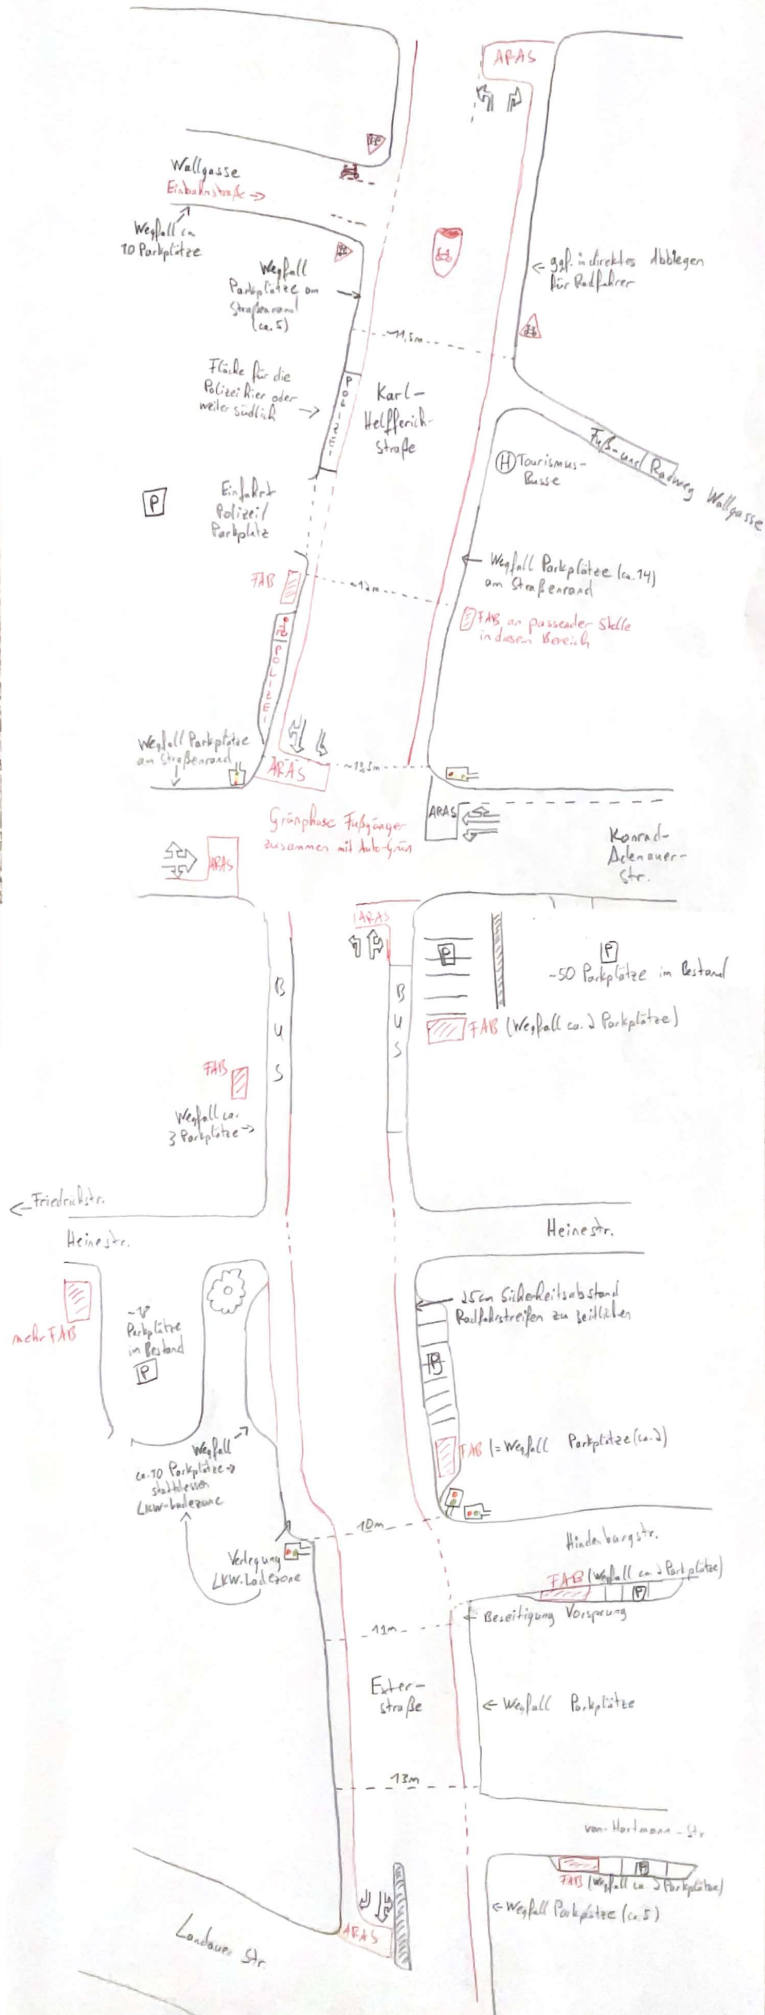 ARAS
Wallgasse
Einbahnstraße →
Wegfall ca.
10 Parkplätze
Wegfall
Parkplätze am
Straßenrand
(ca. 5)
← ggf. indirektes Abbiegen
für Radfahrer
~11,5m
Fläche für die
Polizei hier oder
weiter südlich
POLIZEI
Karl-
Helfferich-
Straße
Fuß- und Radweg Wallgasse
H Tourismus-
Busse
P
Einfahrt
Polizei/
Parkplatz
← Wegfall Parkplätze (ca. 14)
am Straßenrand
FAB
~12m
FAB an passender Stelle
in diesem Bereich
POLIZEI
Wegfall Parkplätze
am Straßenrand
ARAS
~13,5m
Grünphase Fußgänger
zusammen mit Auto-Grün
ARAS
Konrad-
Adenauer-
str.
ARAS
ARAS
BUS
BUS
P
P
~50 Parkplätze im Bestand
FAB (Wegfall ca. 2 Parkplätze)
FAB
Wegfall ca.
3 Parkplätze →
← Friedrichstr.
Heinestr.
Heinestr.
mehr FAB
~18
Parkplätze
im Bestand
P
25cm Sicherheitsabstand
Radfahrstreifen zu seitlichen
P
FAB (= Wegfall Parkplätze (ca. 2)
Wegfall
ca. 10 Parkplätze →
stattdessen
LKW-Ladezone
10m
Verlegung
LKW-Ladezone
Hindenburgstr.
FAB (Wegfall ca. 2 Parkplätze)
P
← Beseitigung Vorsprung
11m
Exter-
straße
← Wegfall Parkplätze
13m
von-Hartmann-Str.
P
FAB (Wegfall ca. 2 Parkplätze)
← Wegfall Parkplätze (ca. 5)
ARAS
Landauer Str.